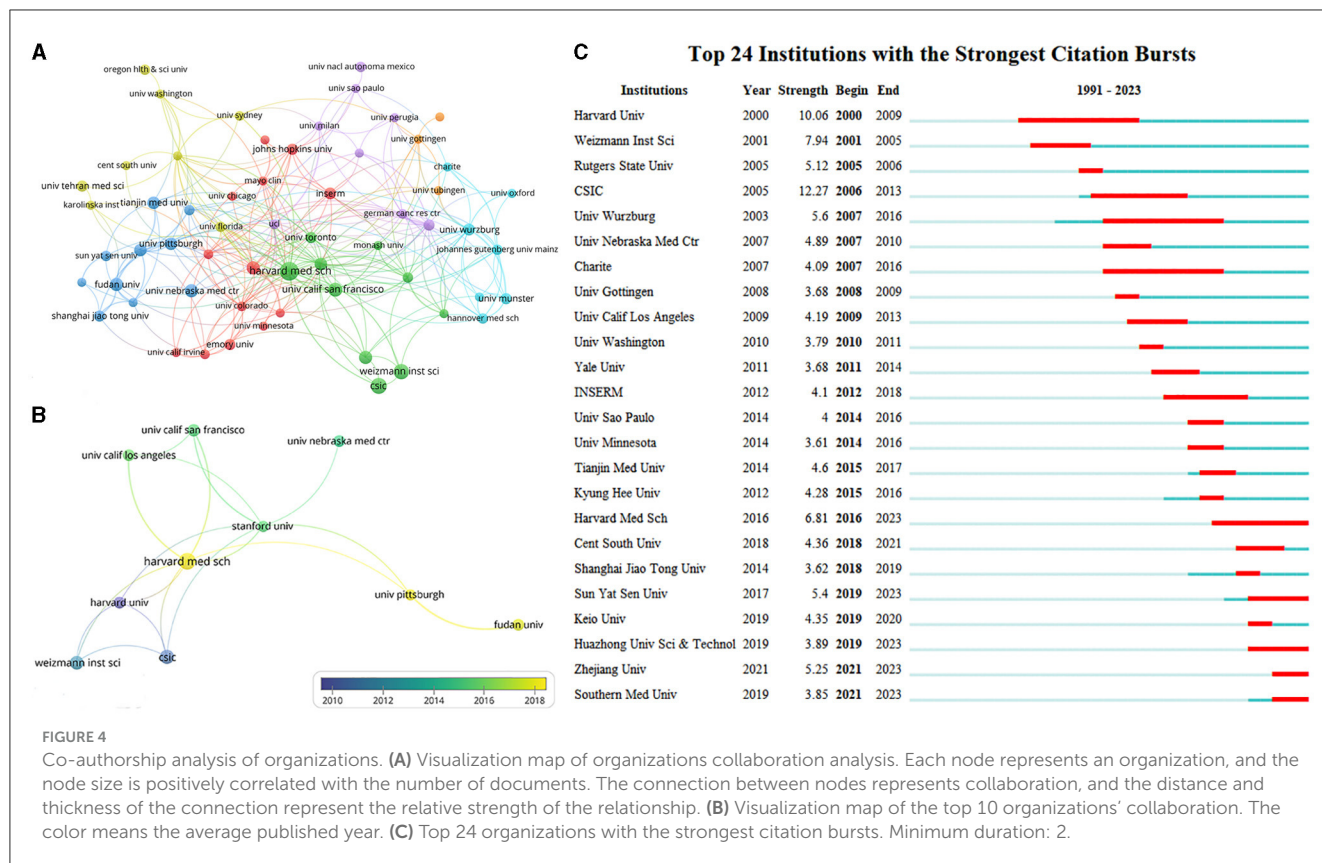 A
oregon hlth & sci univ
univ washington
univ nacl autonoma mexico
univ sao paulo
univ sydney
univ milan
univ perugia
univ gottingen
johns hopkins univ
cent south univ
charite
mayo clin
univ tehran med sci
univ chicago
inserm
univ tubingen
univ oxford
karolinska inst
tianjin med univ
german canc res ctr
uci
univ florida
univ wurzburg
univ toronto
monash univ
johannes gutenberg univ mainz
univ pittsburgh
sun yat sen univ
harvard med sch
fudan univ
univ nebraska med ctr
univ calif san francisco
univ munster
univ colorado
shanghai jiao tong univ
hannover med sch
univ minnesota
emory univ
univ calif irvine
weizmann inst sci
csic
B
univ calif san francisco
univ nebraska med ctr
univ calif los angeles
stanford univ
harvard med sch
univ pittsburgh
harvard univ
fudan univ
weizmann inst sci
csic
2010 2012 2014 2016 2018
C
Top 24 Institutions with the Strongest Citation Bursts
Institutions Year Strength Begin End 1991 - 2023
Harvard Univ 2000 10.06 2000 2009
Weizmann Inst Sci 2001 7.94 2001 2005
Rutgers State Univ 2005 5.12 2005 2006
CSIC 2005 12.27 2006 2013
Univ Wurzburg 2003 5.6 2007 2016
Univ Nebraska Med Ctr 2007 4.89 2007 2010
Charite 2007 4.09 2007 2016
Univ Gottingen 2008 3.68 2008 2009
Univ Calif Los Angeles 2009 4.19 2009 2013
Univ Washington 2010 3.79 2010 2011
Yale Univ 2011 3.68 2011 2014
INSERM 2012 4.1 2012 2018
Univ Sao Paulo 2014 4 2014 2016
Univ Minnesota 2014 3.61 2014 2016
Tianjin Med Univ 2014 4.6 2015 2017
Kyung Hee Univ 2012 4.28 2015 2016
Harvard Med Sch 2016 6.81 2016 2023
Cent South Univ 2018 4.36 2018 2021
Shanghai Jiao Tong Univ 2014 3.62 2018 2019
Sun Yat Sen Univ 2017 5.4 2019 2023
Keio Univ 2019 4.35 2019 2020
Huazhong Univ Sci & Technol 2019 3.89 2019 2023
Zhejiang Univ 2021 5.25 2021 2023
Southern Med Univ 2019 3.85 2021 2023
FIGURE 4
Co-authorship analysis of organizations. (A) Visualization map of organizations collaboration analysis. Each node represents an organization, and the
node size is positively correlated with the number of documents. The connection between nodes represents collaboration, and the distance and
thickness of the connection represent the relative strength of the relationship. (B) Visualization map of the top 10 organizations' collaboration. The
color means the average published year. (C) Top 24 organizations with the strongest citation bursts. Minimum duration: 2.